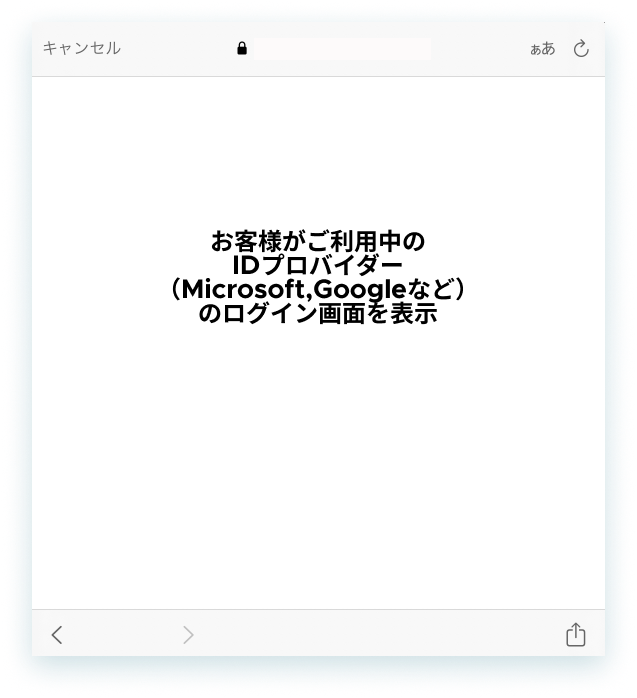 キャンセル
ぁあ
お客様がご利用中の
IDプロバイダー
（Microsoft,Googleなど）
のログイン画面を表示